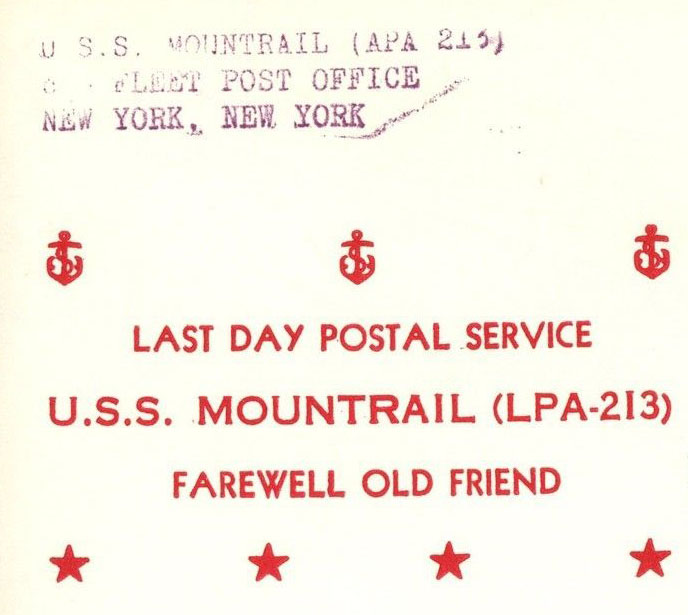 U S.S. MOUNTRAIL (APA 213)
FLEET POST OFFICE
NEW YORK, NEW YORK
LAST DAY POSTAL SERVICE
U.S.S. MOUNTRAIL (LPA-213)
FAREWELL OLD FRIEND